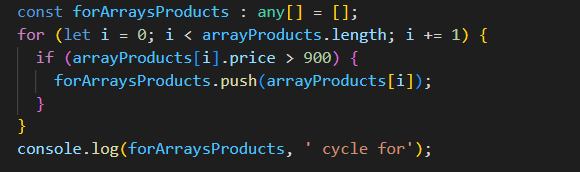 const forArraysProducts : any[] = [];
for (let i = 0; i < arrayProducts.length; i += 1) {
  if (arrayProducts[i].price > 900) {
    forArraysProducts.push(arrayProducts[i]);
  }
}
console.log(forArraysProducts, ' cycle for');